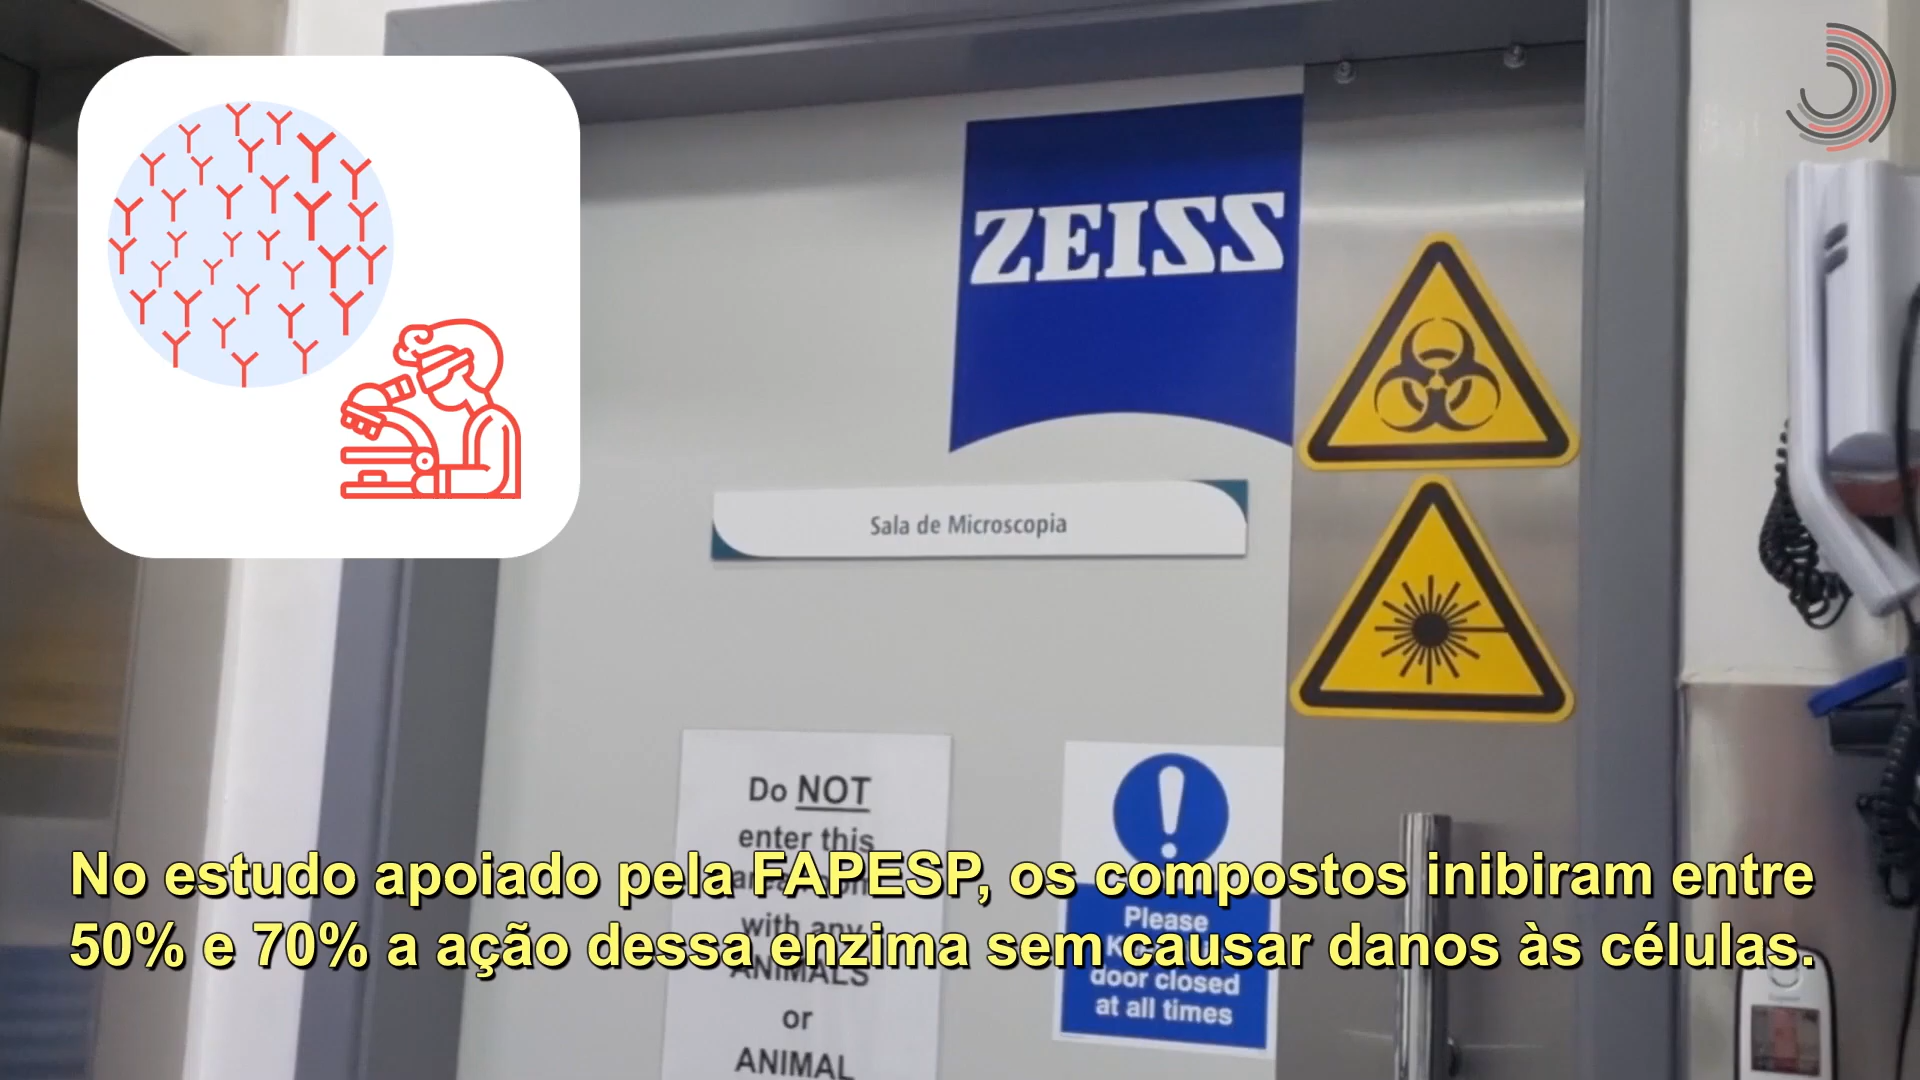 ZEISS
Sala de Microscopia
Do NOT
enter this
with any
ANIMALS
or
ANIMAL
Please
door closed
at all times
No estudo apoiado pela FAPESP, os compostos inibiram entre
50% e 70% a ação dessa enzima sem causar danos às células.